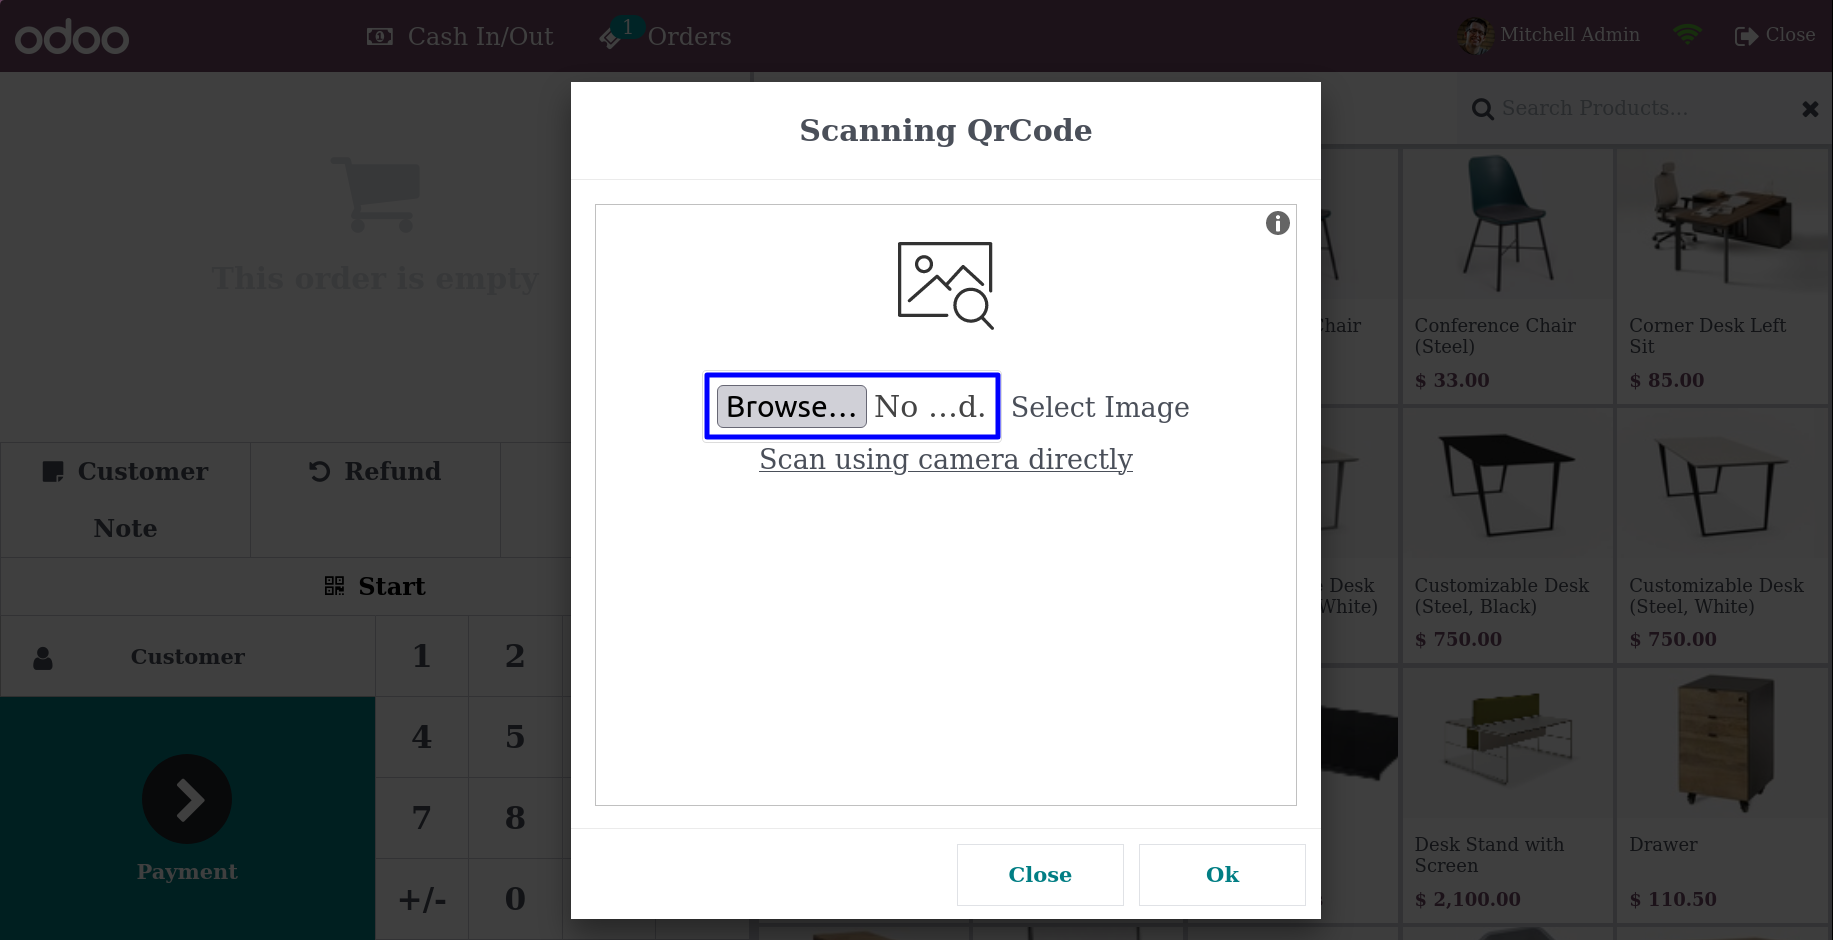 odoo
Cash In/Out
1
Orders
Mitchell Admin
Close
Search Products...
This order is empty
Customer Note
Refund
Start
Customer
1
2
4
5
7
8
+/-
0
Payment
Scanning QrCode
Browse... No ...d. Select Image
Scan using camera directly
Close
Ok
Chair
Conference Chair
(Steel)
$ 33.00
Corner Desk Left
Sit
$ 85.00
Desk
White)
Customizable Desk
(Steel, Black)
$ 750.00
Customizable Desk
(Steel, White)
$ 750.00
Desk Stand with
Screen
$ 2,100.00
Drawer
$ 110.50